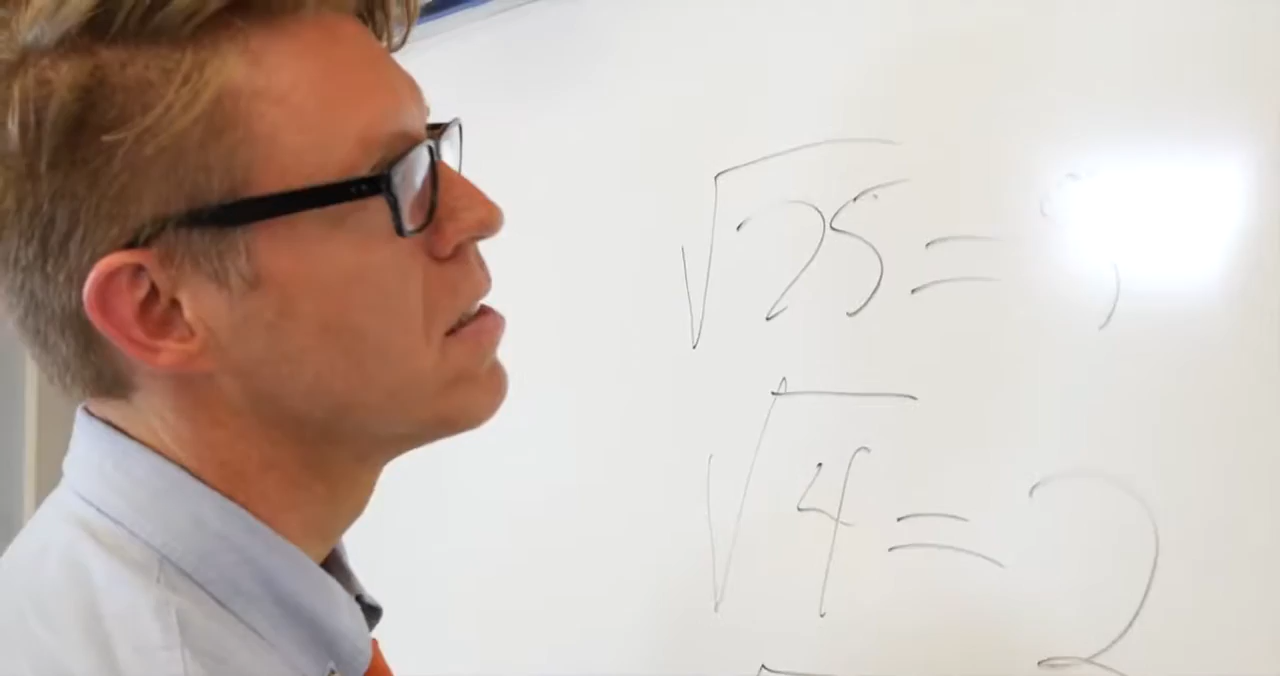 √25 =
√4 = 2